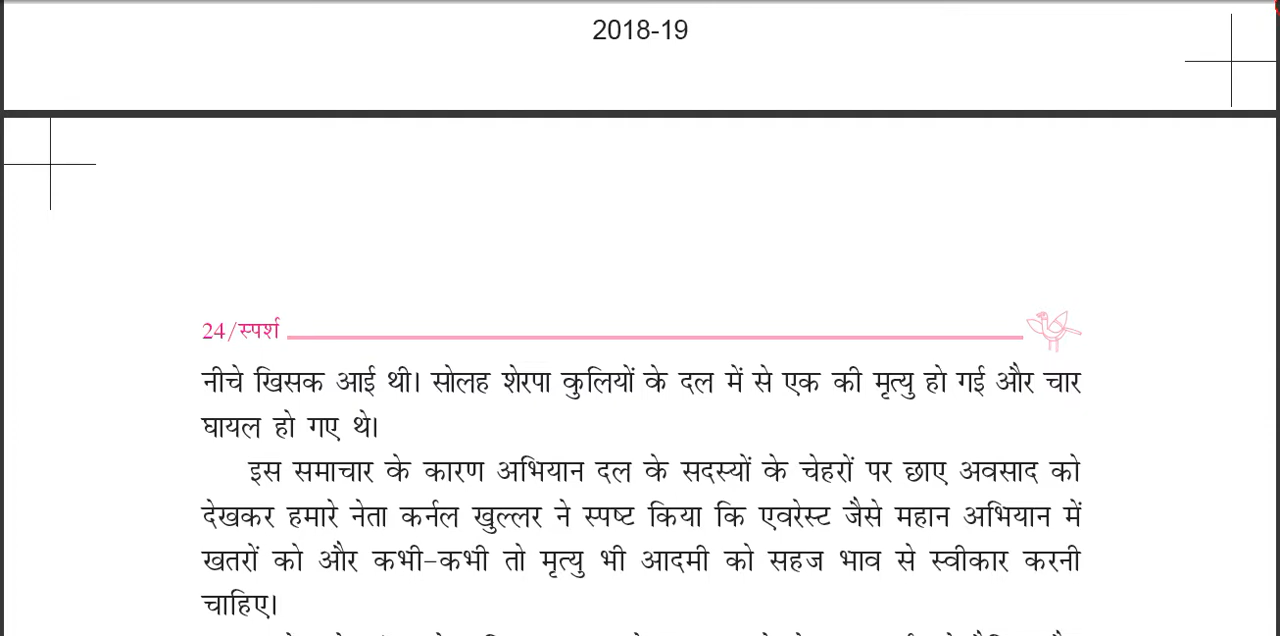 2018-19
24/स्पर्श
नीचे खिसक आई थी। सोलह शेरपा कुलियों के दल में से एक की मृत्यु हो गई और चार
घायल हो गए थे।
इस समाचार के कारण अभियान दल के सदस्यों के चेहरों पर छाए अवसाद को
देखकर हमारे नेता कर्नल खुल्लर ने स्पष्ट किया कि एवरेस्ट जैसे महान अभियान में
खतरों को और कभी-कभी तो मृत्यु भी आदमी को सहज भाव से स्वीकार करनी
चाहिए।